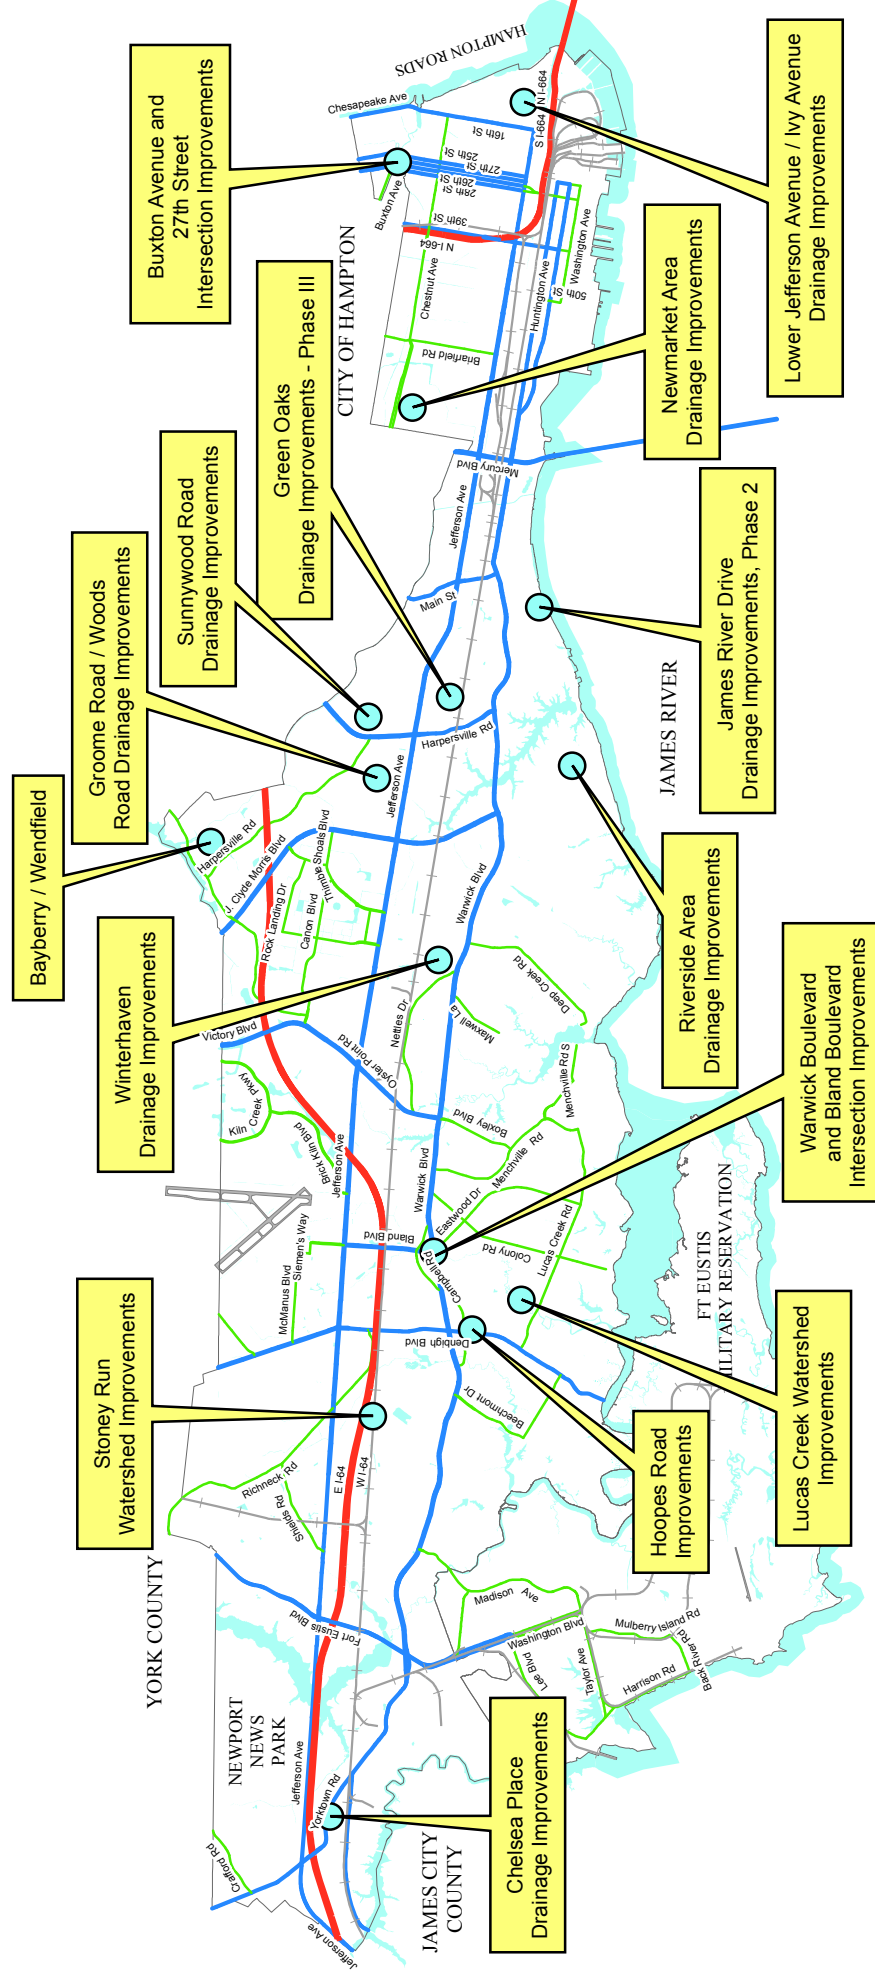 Chelsea Place
Drainage Improvements
Stoney Run
Watershed Improvements
Hoopes Road
Improvements
Lucas Creek Watershed
Improvements
Warwick Boulevard
and Bland Boulevard
Intersection Improvements
Winterhaven
Drainage Improvements
Bayberry / Wendfield
Riverside Area
Drainage Improvements
Groome Road / Woods
Road Drainage Improvements
Sunnywood Road
Drainage Improvements
Green Oaks
Drainage Improvements - Phase III
James River Drive
Drainage Improvements, Phase 2
Newmarket Area
Drainage Improvements
Buxton Avenue and
27th Street
Intersection Improvements
Lower Jefferson Avenue / Ivy Avenue
Drainage Improvements
YORK COUNTY
NEWPORT
NEWS
PARK
JAMES CITY
COUNTY
FT EUSTIS
ILITARY RESERVATION
JAMES RIVER
CITY OF HAMPTON
HAMPTON ROADS
Crafford Rd
Jefferson Ave
Yorktown Rd
Jefferson Ave
Fort Eustis Blvd
Richneck Rd
Shields Rd
E I-64
W I-64
Madison Ave
Washington Blvd
Lee Blvd
Taylor Ave
Mulberry Island Rd
Harrison Rd
Back River Rd
Beechmont Dr
Denbigh Blvd
McManus Blvd
Siemen's Way
Bland Blvd
Campbell Rd
Eastwood Dr
Colony Rd
Lucas Creek Rd
Menchville Rd
Menchville Rd S
Boxley Blvd
Warwick Blvd
Jefferson Ave
Brick Kiln Blvd
Kiln Creek Pkwy
Victory Blvd
Oyster Point Rd
Nettles Dr
Maxwell La
Deep Creek Rd
Warwick Blvd
Rock Landing Dr
Canon Blvd
Thimble Shoals Blvd
J. Clyde Morris Blvd
Harpersville Rd
Jefferson Ave
Harpersville Rd
Main St
Jefferson Ave
Mercury Blvd
Briarfield Rd
Chestnut Ave
Huntington Ave
Washington Ave
50th St
N I-664
39th St
28th St
26th St
27th St
25th St
16th St
Buxton Ave
Chesapeake Ave
S I-664
N I-664